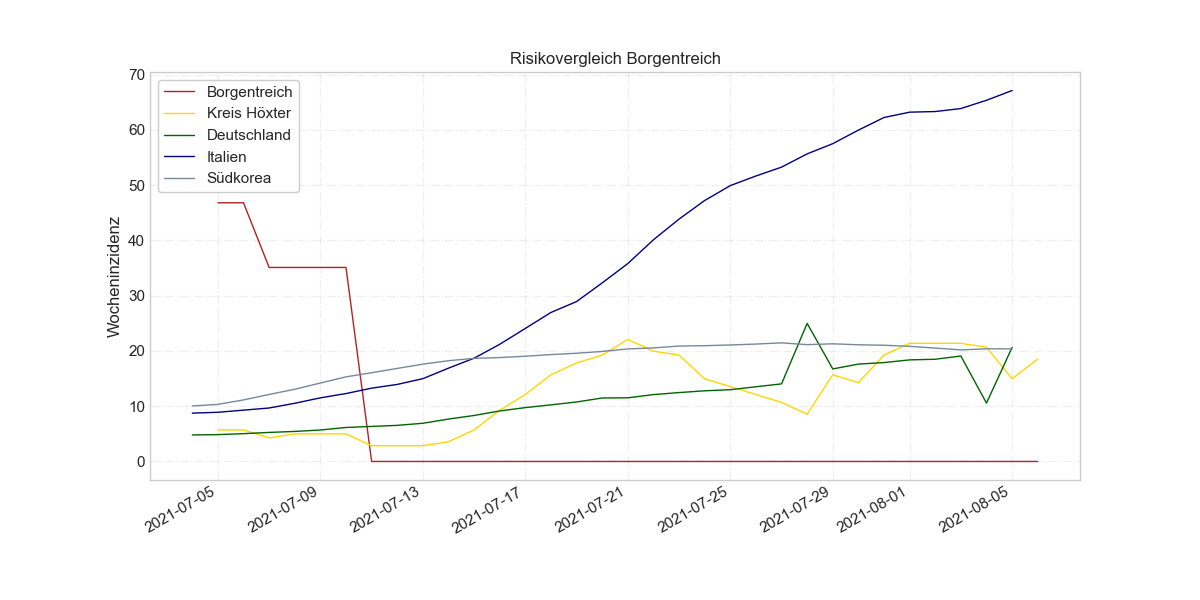 Risikovergleich Borgentreich
Borgentreich
Kreis Höxter
Deutschland
Italien
Südkorea
Wocheninzidenz
70
60
50
40
30
20
10
0
2021-07-05
2021-07-09
2021-07-13
2021-07-17
2021-07-21
2021-07-25
2021-07-29
2021-08-01
2021-08-05